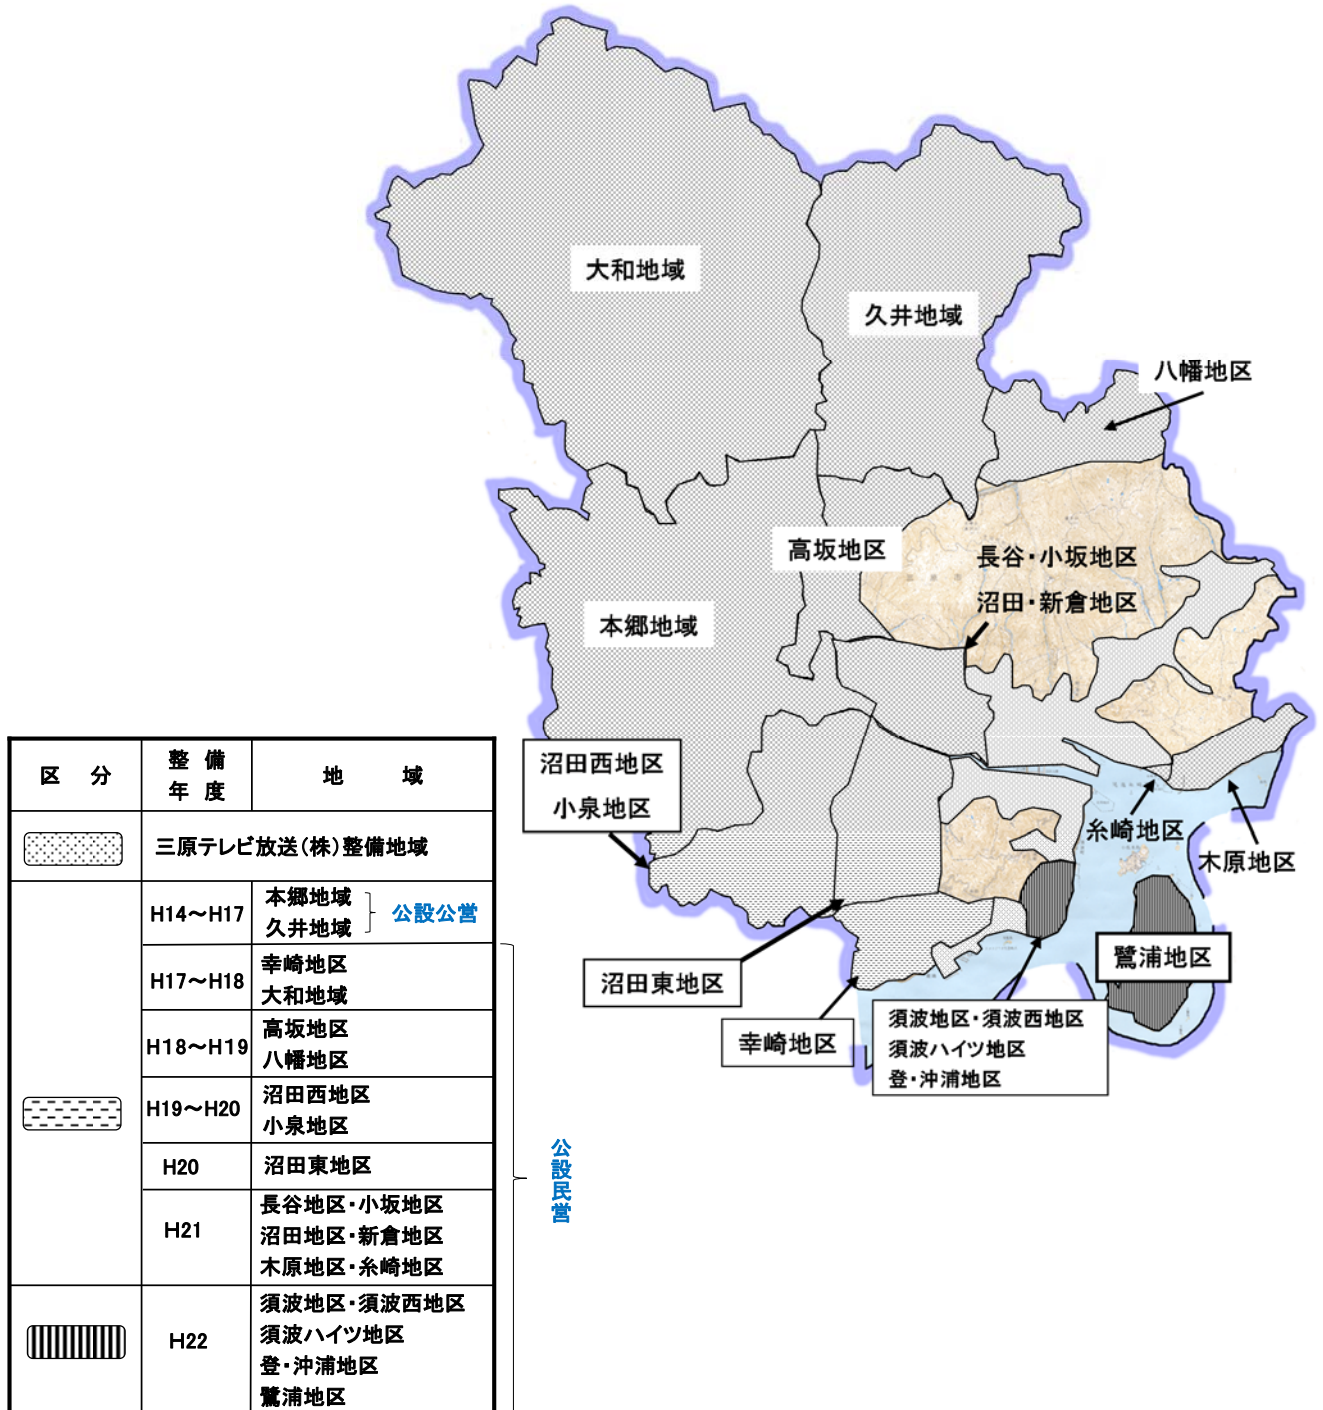 大和地域
久井地域
八幡地区
高坂地区
長谷・小坂地区
沼田・新倉地区
本郷地域
沼田西地区
小泉地区
糸崎地区
木原地区
鷺浦地区
沼田東地区
幸崎地区
須波地区・須波西地区
須波ハイツ地区
登・沖浦地区
区 分
整 備
年 度
地 域
三原テレビ放送(株)整備地域
H14～H17
本郷地域
久井地域
公設公営
H17～H18
幸崎地区
大和地域
H18～H19
高坂地区
八幡地区
H19～H20
沼田西地区
小泉地区
H20
沼田東地区
H21
長谷地区・小坂地区
沼田地区・新倉地区
木原地区・糸崎地区
H22
須波地区・須波西地区
須波ハイツ地区
登・沖浦地区
鷺浦地区
公設民営